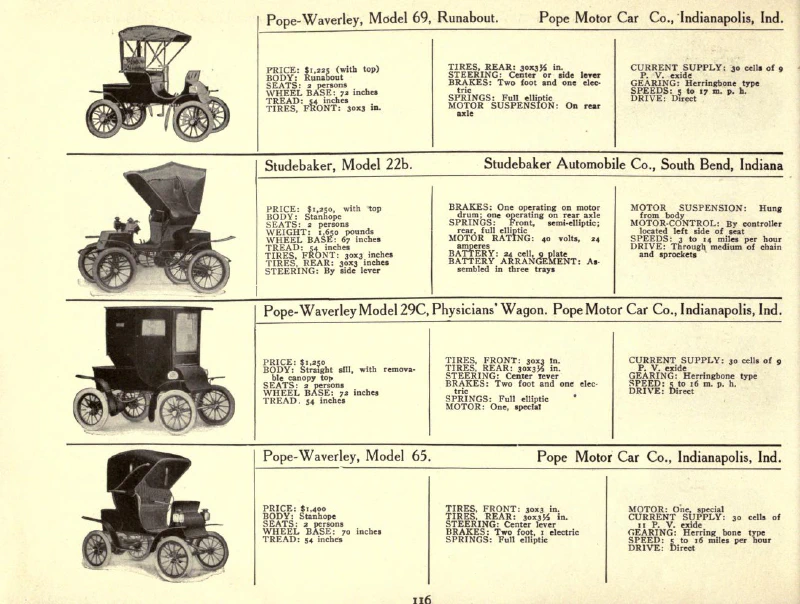 Pope-Waverley, Model 69, Runabout. Pope Motor Car Co., Indianapolis, Ind.
PRICE: $1,225 (with top)
BODY: Runabout
SEATS: 2 persons
WHEEL BASE: 72 inches
TREAD: 54 inches
TIRES, FRONT: 30x3 in.
TIRES, REAR: 30x3½ in.
STEERING: Center or side lever
BRAKES: Two foot and one elec-
tric
SPRINGS: Full elliptic
MOTOR SUSPENSION: On rear
axle
CURRENT SUPPLY: 30 cells of 9
P. V. exide
GEARING: Herringbone type
SPEEDS: 5 to 17 m. p. h.
DRIVE: Direct
Studebaker, Model 22b. Studebaker Automobile Co., South Bend, Indiana
PRICE: $1,250, with top
BODY: Stanhope
SEATS: 2 persons
WEIGHT: 1,650 pounds
WHEEL BASE: 67 inches
TREAD: 54 inches
TIRES, FRONT: 30x3 inches
TIRES, REAR: 30x3 inches
STEERING: By side lever
BRAKES: One operating on motor
drum; one operating on rear axle
SPRINGS: Front, semi-elliptic;
rear, full elliptic
MOTOR RATING: 40 volts, 24
amperes
BATTERY: 24 cell, 9 plate
BATTERY ARRANGEMENT: As-
sembled in three trays
MOTOR SUSPENSION: Hung
from body
MOTOR-CONTROL: By controller
located left side of seat
SPEEDS: 3 to 14 miles per hour
DRIVE: Through medium of chain
and sprockets
Pope-Waverley Model 29C, Physicians' Wagon. Pope Motor Car Co., Indianapolis, Ind.
PRICE: $1,250
BODY: Straight sill, with remova-
ble canopy top
SEATS: 2 persons
WHEEL BASE: 72 inches
TREAD. 54 inches
TIRES, FRONT: 30x3 in.
TIRES, REAR: 30x3½ in.
STEERING: Center lever
BRAKES: Two foot and one elec-
tric
SPRINGS: Full elliptic
MOTOR: One, special
CURRENT SUPPLY: 30 cells of 9
P. V. exide
GEARING: Herringbone type
SPEED: 5 to 16 m. p. h.
DRIVE: Direct
Pope-Waverley, Model 65. Pope Motor Car Co., Indianapolis, Ind.
PRICE: $1,400
BODY: Stanhope
SEATS: 2 persons
WHEEL BASE: 70 inches
TREAD: 54 inches
TIRES, FRONT: 30x3 in.
TIRES, REAR: 30x3½ in.
STEERING: Center lever
BRAKES: Two foot, 1 electric
SPRINGS: Full elliptic
MOTOR: One, special
CURRENT SUPPLY: 30 cells of
11 P. V. exide
GEARING: Herring bone type
SPEED: 5 to 16 miles per hour
DRIVE: Direct
116